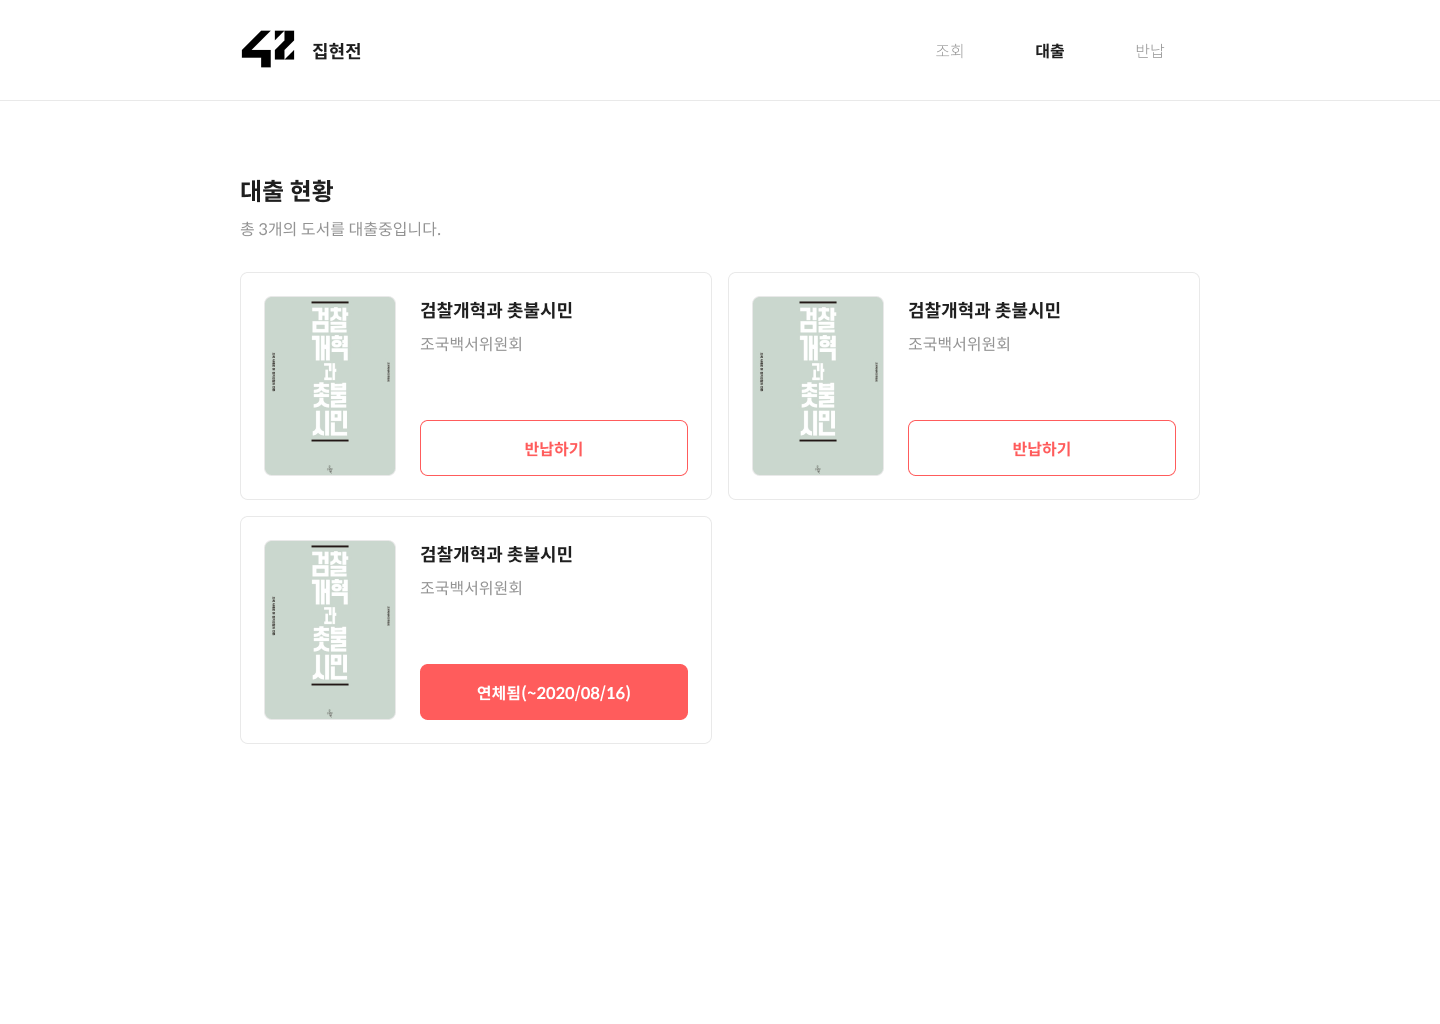 42 집현전
조회 대출 반납
대출 현황
총 3개의 도서를 대출중입니다.
검찰
개혁
과
촛불
시민
검찰개혁과 촛불시민
조국백서위원회
반납하기
검찰
개혁
과
촛불
시민
검찰개혁과 촛불시민
조국백서위원회
반납하기
검찰
개혁
과
촛불
시민
검찰개혁과 촛불시민
조국백서위원회
연체됨(~2020/08/16)